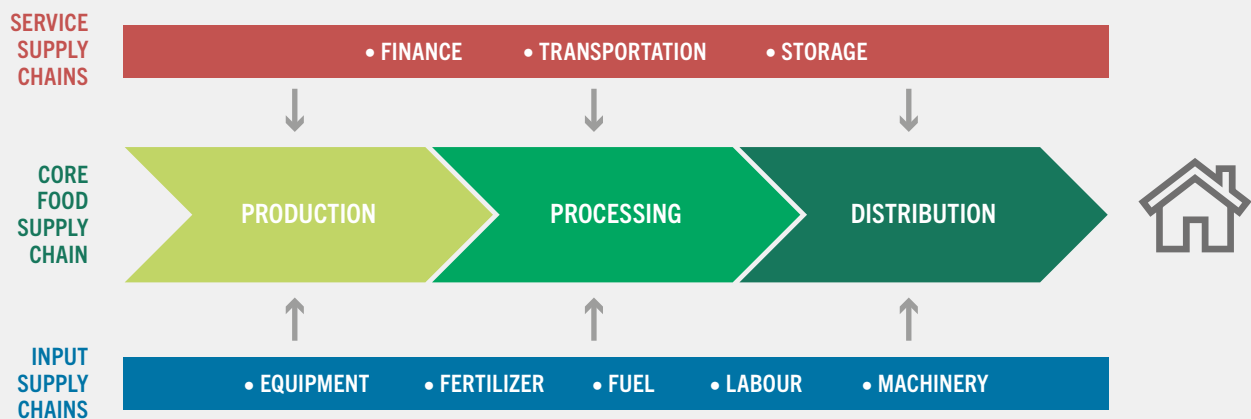 SERVICE
SUPPLY
CHAINS
• FINANCE • TRANSPORTATION • STORAGE
CORE
FOOD
SUPPLY
CHAIN
PRODUCTION PROCESSING DISTRIBUTION
INPUT
SUPPLY
CHAINS
• EQUIPMENT • FERTILIZER • FUEL • LABOUR • MACHINERY